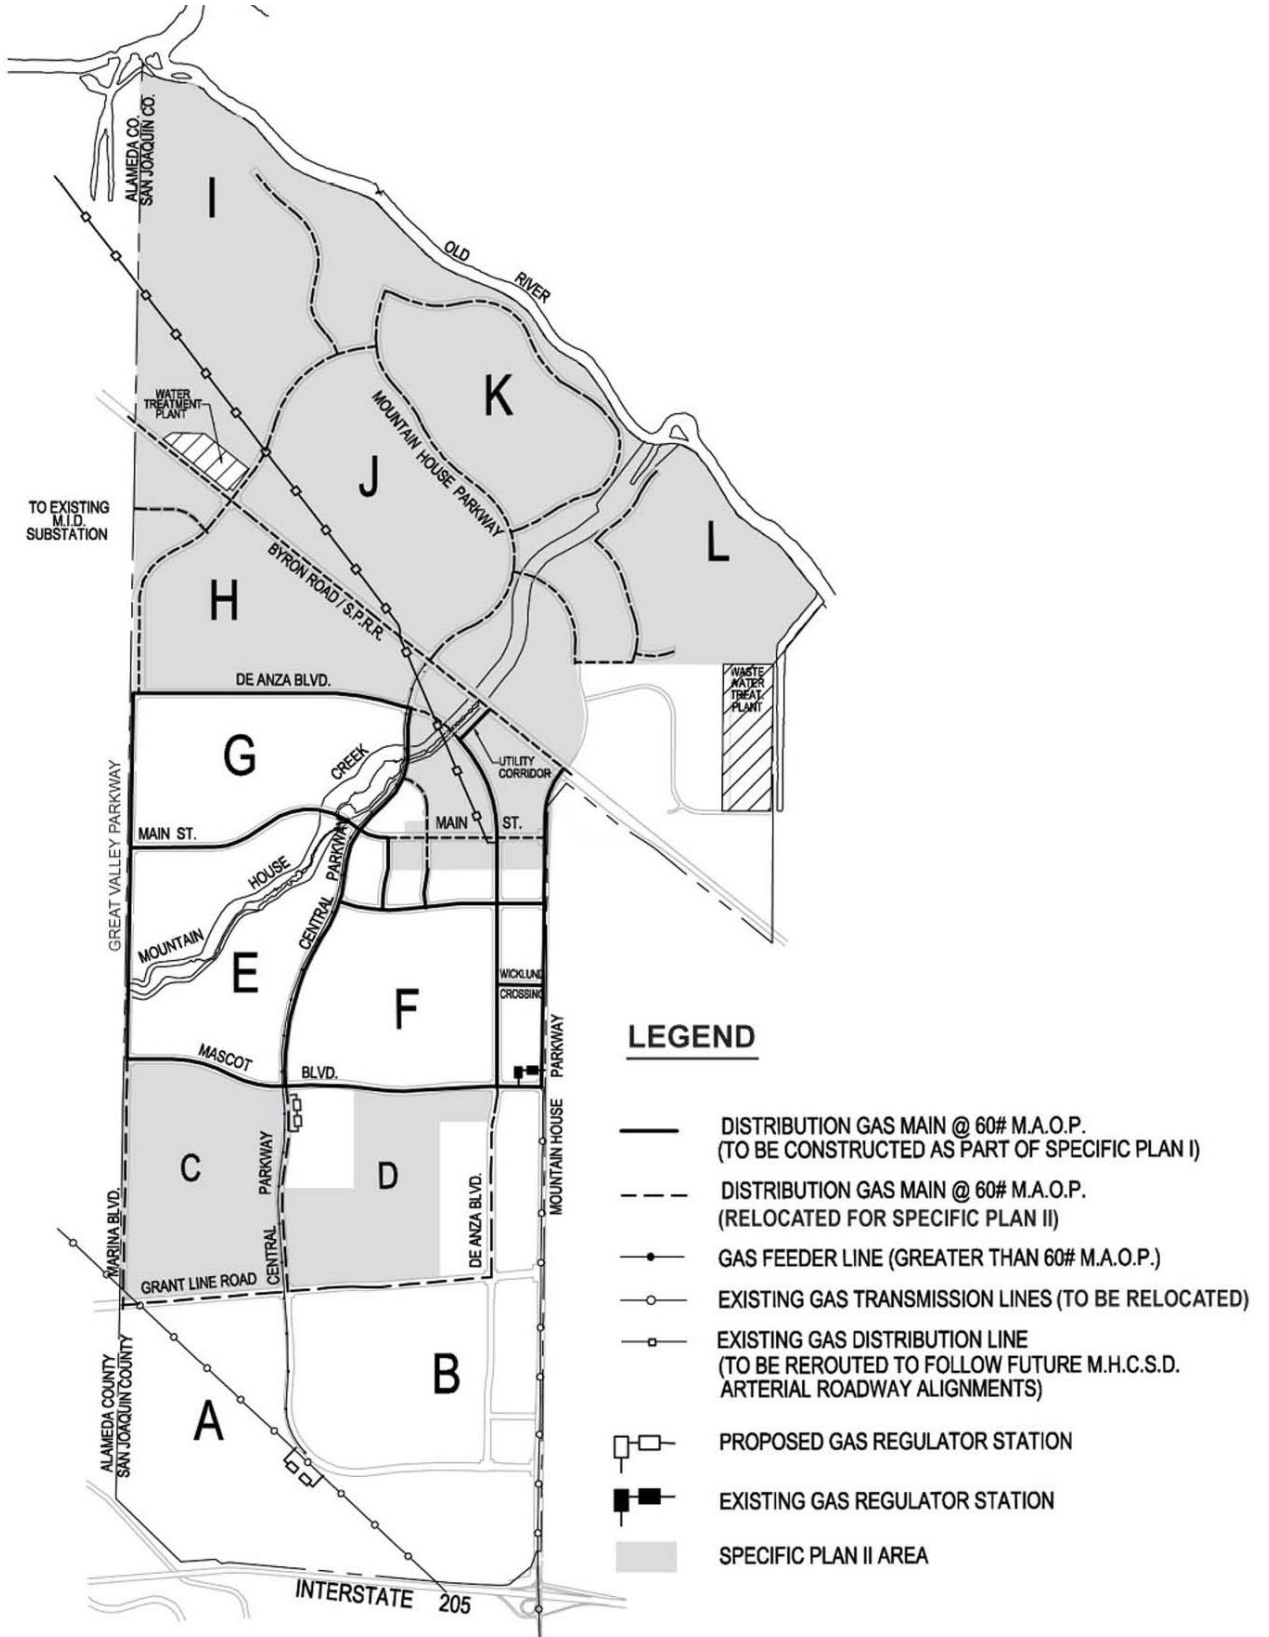 ALAMEDA CO.
SAN JOAQUIN CO.
I
OLD
RIVER
K
WATER
TREATMENT
PLANT
MOUNTAIN HOUSE PARKWAY
J
TO EXISTING
M.I.D.
SUBSTATION
L
BYRON ROAD / S.P.R.R.
H
DE ANZA BLVD.
WASTE
WATER
TREAT.
PLANT
G
CREEK
UTILITY
CORRIDOR
GREAT VALLEY PARKWAY
MAIN ST.
MAIN ST.
PARKWAY
HOUSE
CENTRAL
MOUNTAIN
E
WICKLUND
CROSSING
F
LEGEND
MASCOT
BLVD.
PARKWAY
MOUNTAIN HOUSE
DISTRIBUTION GAS MAIN @ 60# M.A.O.P.
(TO BE CONSTRUCTED AS PART OF SPECIFIC PLAN I)
PARKWAY
C
D
DISTRIBUTION GAS MAIN @ 60# M.A.O.P.
(RELOCATED FOR SPECIFIC PLAN II)
MARINA BLVD.
CENTRAL
DE ANZA BLVD.
GAS FEEDER LINE (GREATER THAN 60# M.A.O.P.)
GRANT LINE ROAD
EXISTING GAS TRANSMISSION LINES (TO BE RELOCATED)
EXISTING GAS DISTRIBUTION LINE
(TO BE REROUTED TO FOLLOW FUTURE M.H.C.S.D.
ARTERIAL ROADWAY ALIGNMENTS)
B
A
ALAMEDA COUNTY
SAN JOAQUIN COUNTY
PROPOSED GAS REGULATOR STATION
EXISTING GAS REGULATOR STATION
SPECIFIC PLAN II AREA
INTERSTATE 205